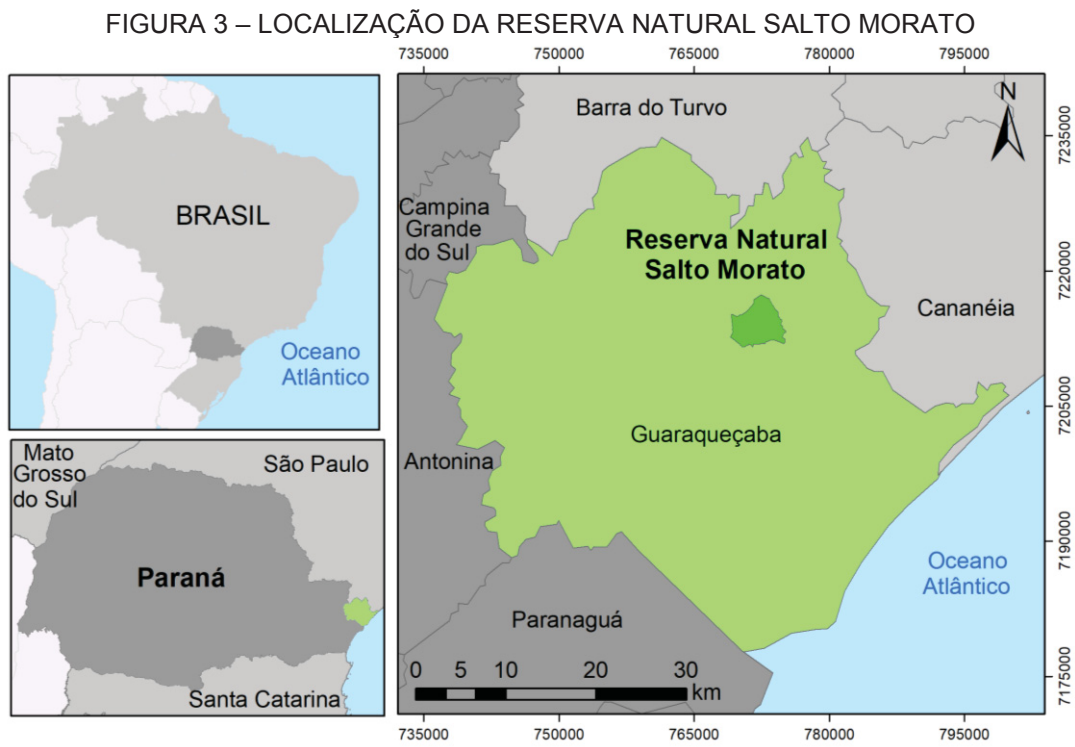 FIGURA 3 – LOCALIZAÇÃO DA RESERVA NATURAL SALTO MORATO
BRASIL
Oceano
Atlântico
Mato
Grosso
do Sul
São Paulo
Paraná
Santa Catarina
735000 750000 765000 780000 795000
N
Barra do Turvo
7235000
Campina
Grande
do Sul
Reserva Natural
Salto Morato
7220000
Cananéia
7205000
Guaraqueçaba
Antonina
7190000
Oceano
Atlântico
Paranaguá
7175000
0 5 10 20 30
km
735000 750000 765000 780000 795000